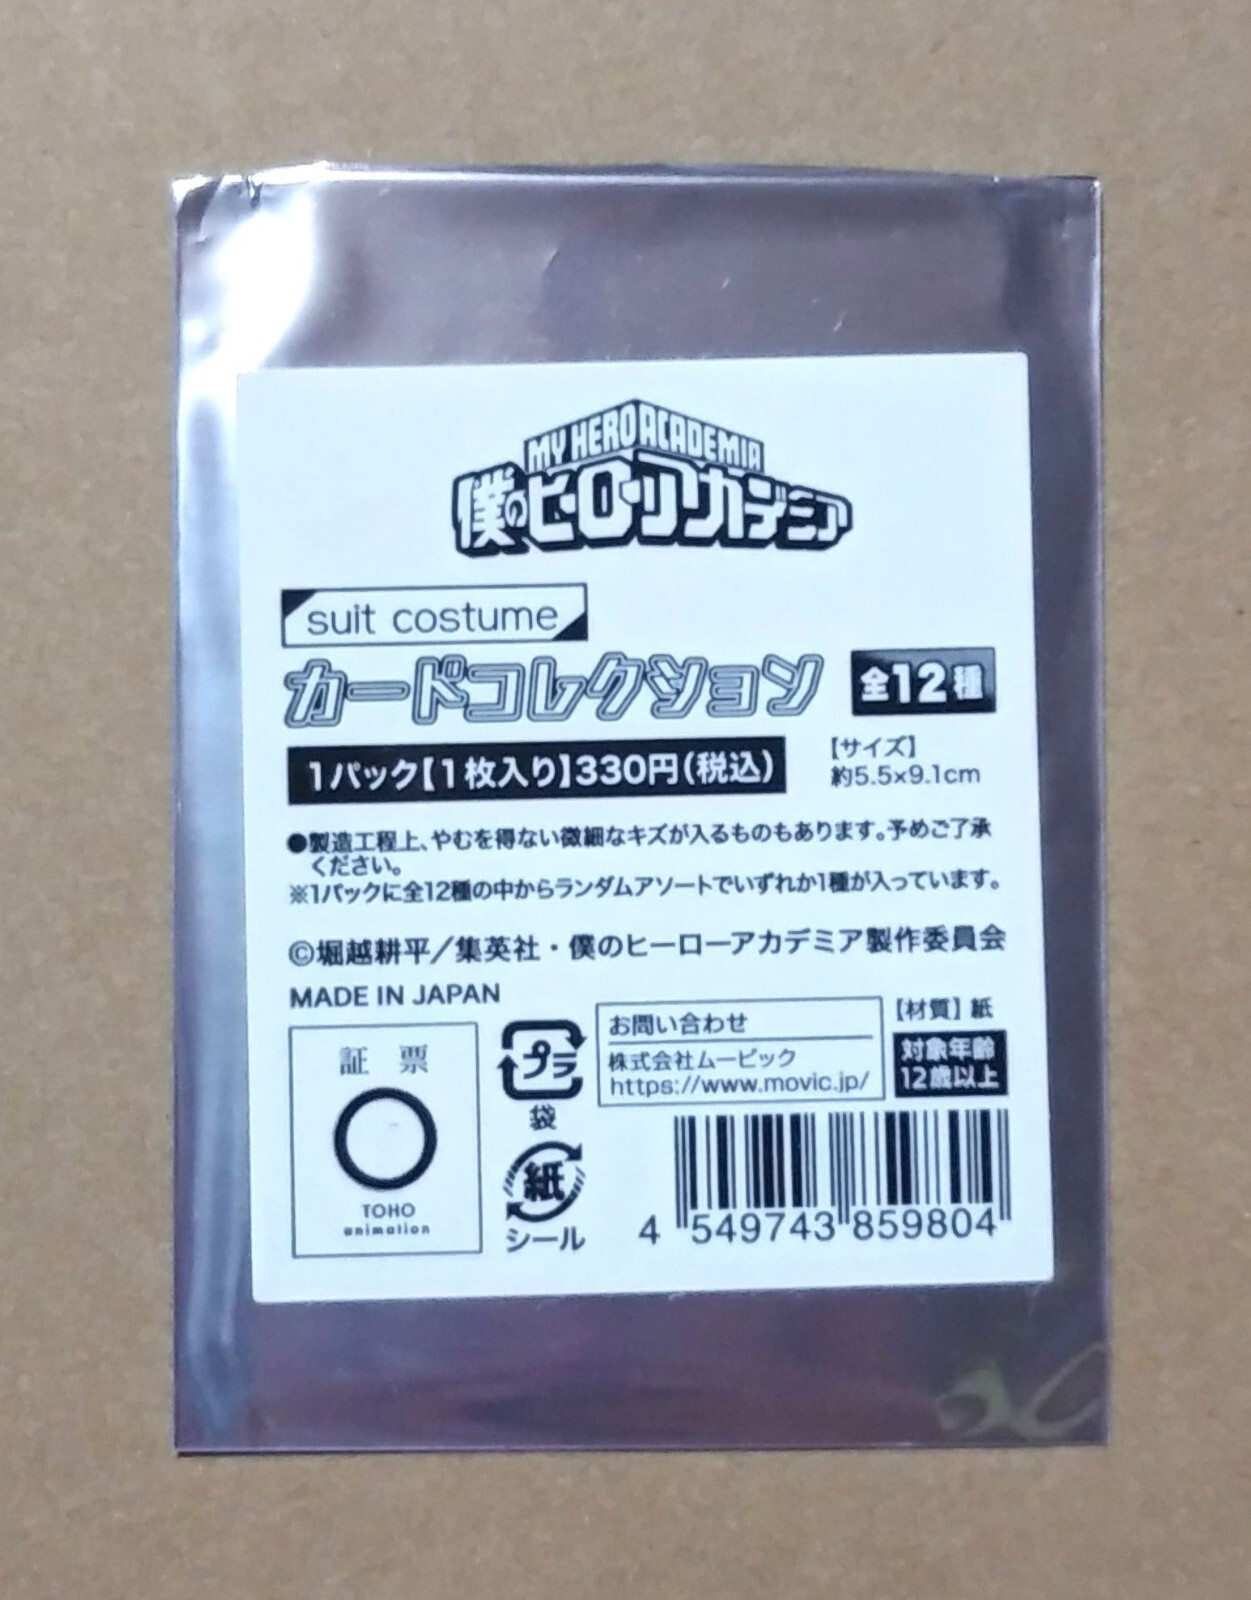 MY HERO ACADEMIA
僕のヒーローアカデミア
suit costume
カードコレクション
全12種
1パック【1枚入り】330円(税込)
【サイズ】
約5.5×9.1cm
●製造工程上、やむを得ない微細なキズが入るものもあります。予めご了承
ください。
※1パックに全12種の中からランダムアソートでいずれか1種が入っています。
©堀越耕平/集英社・僕のヒーローアカデミア製作委員会
MADE IN JAPAN
証 票
TOHO
animation
プラ
袋
紙
シール
お問い合わせ
株式会社ムービック
https://www.movic.jp/
【材質】紙
対象年齢
12歳以上
4 549743 859804